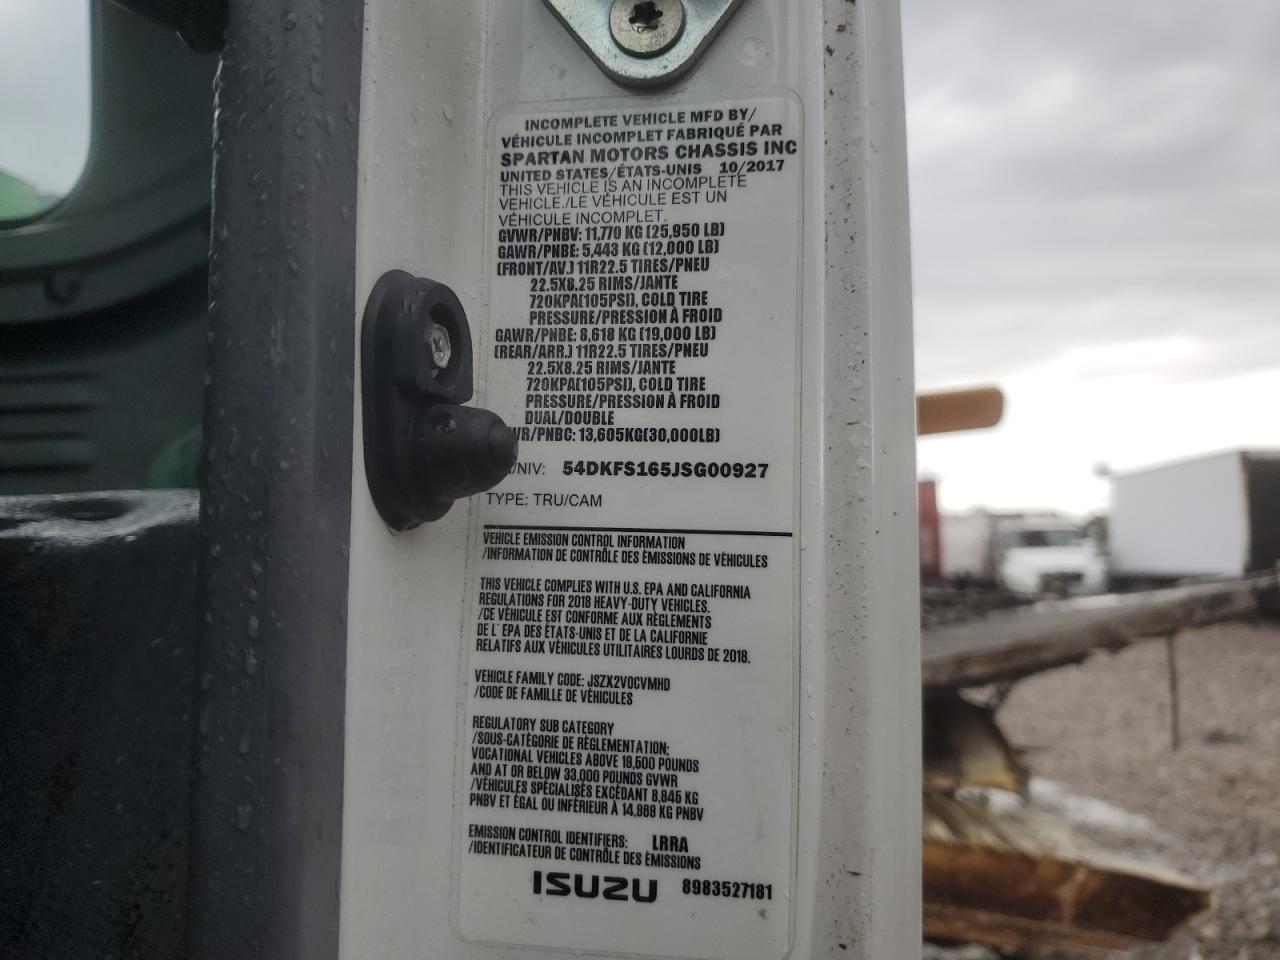 INCOMPLETE VEHICLE MFD BY/
VÉHICULE INCOMPLET FABRIQUÉ PAR
SPARTAN MOTORS CHASSIS INC
UNITED STATES/ÉTATS-UNIS 10/2017
THIS VEHICLE IS AN INCOMPLETE
VEHICLE./LE VÉHICULE EST UN
VÉHICULE INCOMPLET.
GVWR/PNBV: 11,770 KG (25,950 LB)
GAWR/PNBE: 5,443 KG (12,000 LB)
(FRONT/AV.) 11R22.5 TIRES/PNEU
22.5X8.25 RIMS/JANTE
720KPA(105PSI), COLD TIRE
PRESSURE/PRESSION À FROID
GAWR/PNBE: 8,618 KG (19,000 LB)
(REAR/ARR.) 11R22.5 TIRES/PNEU
22.5X8.25 RIMS/JANTE
720KPA(105PSI), COLD TIRE
PRESSURE/PRESSION À FROID
DUAL/DOUBLE
WR/PNBC: 13,605KG(30,000LB)
/NIV: 54DKFS165JSG00927
TYPE: TRU/CAM
VEHICLE EMISSION CONTROL INFORMATION
/INFORMATION DE CONTRÔLE DES ÉMISSIONS DE VÉHICULES
THIS VEHICLE COMPLIES WITH U.S. EPA AND CALIFORNIA
REGULATIONS FOR 2018 HEAVY-DUTY VEHICLES.
/CE VÉHICULE EST CONFORME AUX RÈGLEMENTS
DE L'EPA DES ÉTATS-UNIS ET DE LA CALIFORNIE
RELATIFS AUX VÉHICULES UTILITAIRES LOURDS DE 2018.
VEHICLE FAMILY CODE: JSZX2VOCVMHD
/CODE DE FAMILLE DE VÉHICULES
REGULATORY SUB CATEGORY
/SOUS-CATÉGORIE DE RÉGLEMENTATION:
VOCATIONAL VEHICLES ABOVE 19,500 POUNDS
AND AT OR BELOW 33,000 POUNDS GVWR
/VÉHICULES SPÉCIALISÉS EXCÉDANT 8,845 KG
PNBV ET ÉGAL OU INFÉRIEUR À 14,969 KG PNBV
EMISSION CONTROL IDENTIFIERS: LRRA
/IDENTIFICATEUR DE CONTRÔLE DES ÉMISSIONS
ISUZU 8983527181